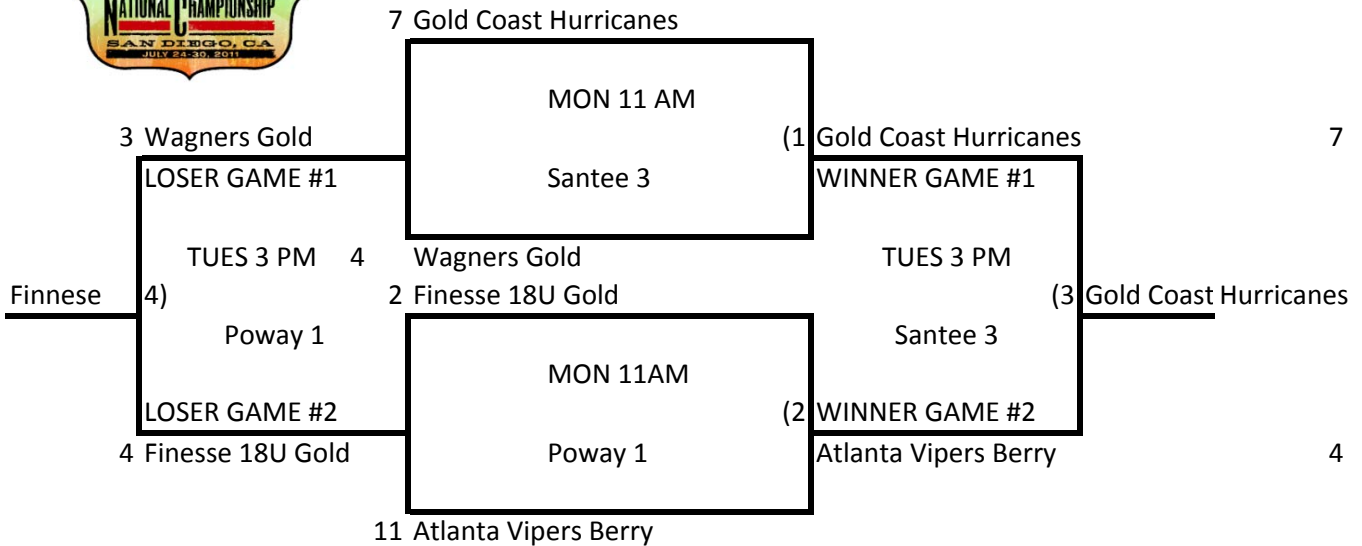 NATIONAL CHAMPIONSHIP
SAN DIEGO, CA
JULY 24-30, 2011
7 Gold Coast Hurricanes
MON 11 AM
3 Wagners Gold (1 Gold Coast Hurricanes 7
LOSER GAME #1 Santee 3 WINNER GAME #1
TUES 3 PM 4 Wagners Gold TUES 3 PM
Finnese 4) 2 Finesse 18U Gold (3 Gold Coast Hurricanes
Poway 1 Santee 3
MON 11AM
LOSER GAME #2 (2 WINNER GAME #2
4 Finesse 18U Gold Poway 1 Atlanta Vipers Berry 4
11 Atlanta Vipers Berry